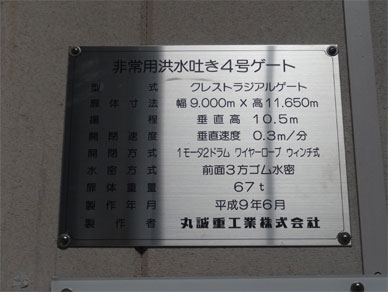 非常用洪水吐き4号ゲート
型式 クレストラジアルゲート
扉体寸法 幅9.000m×高11.650m
揚程 垂直高 10.5m
開閉速度 垂直速度 0.3m/分
開閉方式 1モータ2ドラム ワイヤーロープ ウィンチ式
水密方式 前面3方ゴム水密
扉体重量 67t
製作年月 平成9年6月
製作者 丸誠重工業株式会社